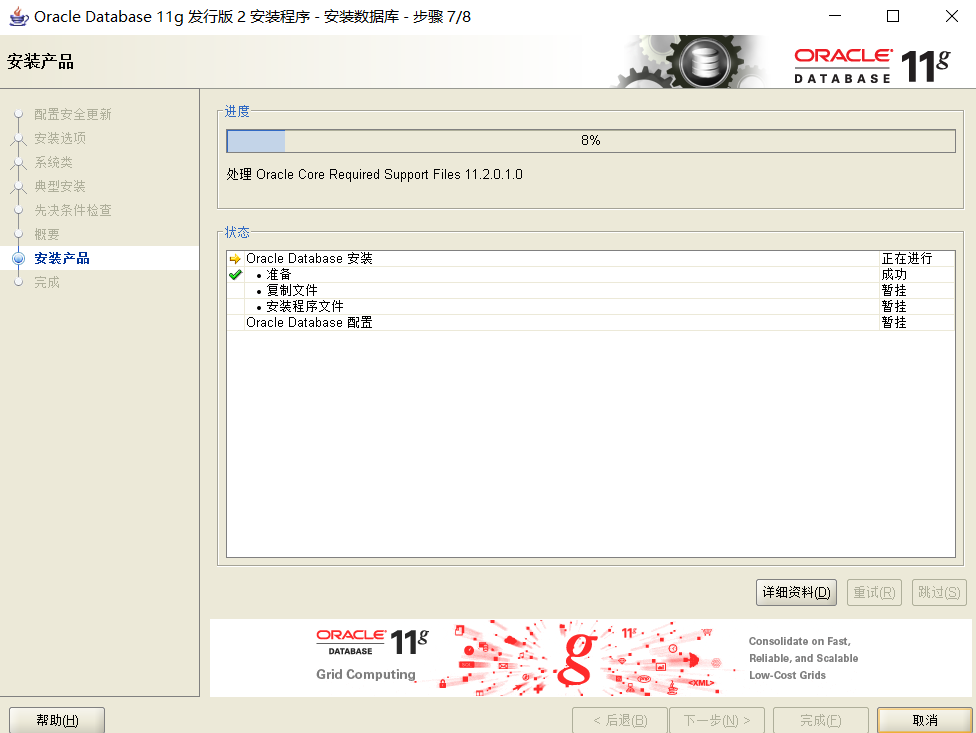 Oracle Database 11g 发行版 2 安装程序 - 安装数据库 - 步骤 7/8
安装产品
ORACLE
DATABASE 11g
配置安全更新
安装选项
系统类
典型安装
先决条件检查
概要
安装产品
完成
进度
8%
处理 Oracle Core Required Support Files 11.2.0.1.0
状态
Oracle Database 安装 正在进行
• 准备 成功
• 复制文件 暂挂
• 安装程序文件 暂挂
Oracle Database 配置 暂挂
详细资料(D) 重试(R) 跳过(S)
ORACLE
DATABASE 11g
Grid Computing
g
11g
<XML>
Consolidate on Fast,
Reliable, and Scalable
Low-Cost Grids
帮助(H) < 后退(B) 下一步(N) > 完成(F) 取消